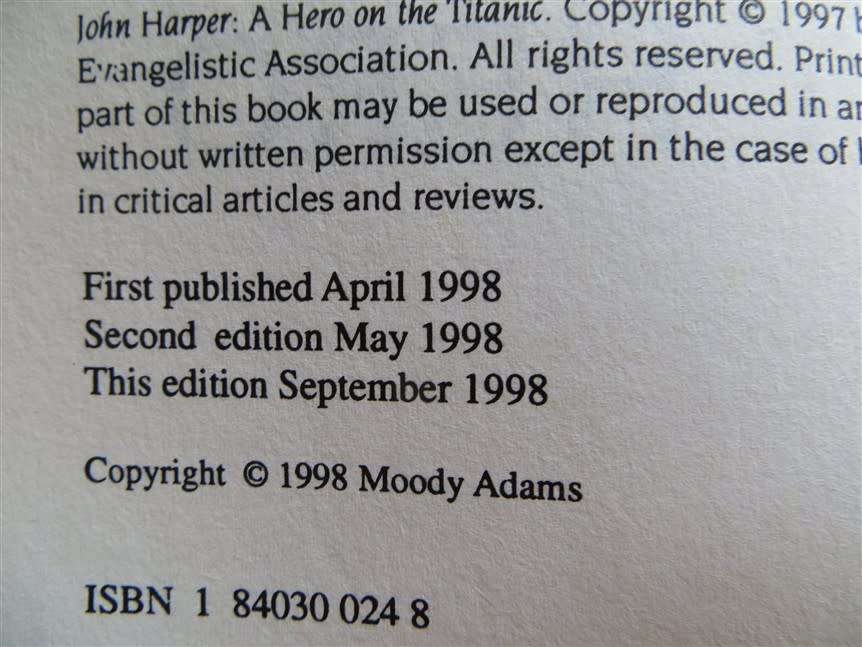 John Harper: A Hero on the Titanic. Copyright © 1997
Evangelistic Association. All rights reserved. Print
part of this book may be used or reproduced in
without written permission except in the case of
in critical articles and reviews.
First published April 1998
Second edition May 1998
This edition September 1998
Copyright © 1998 Moody Adams
ISBN 1 84030 024 8